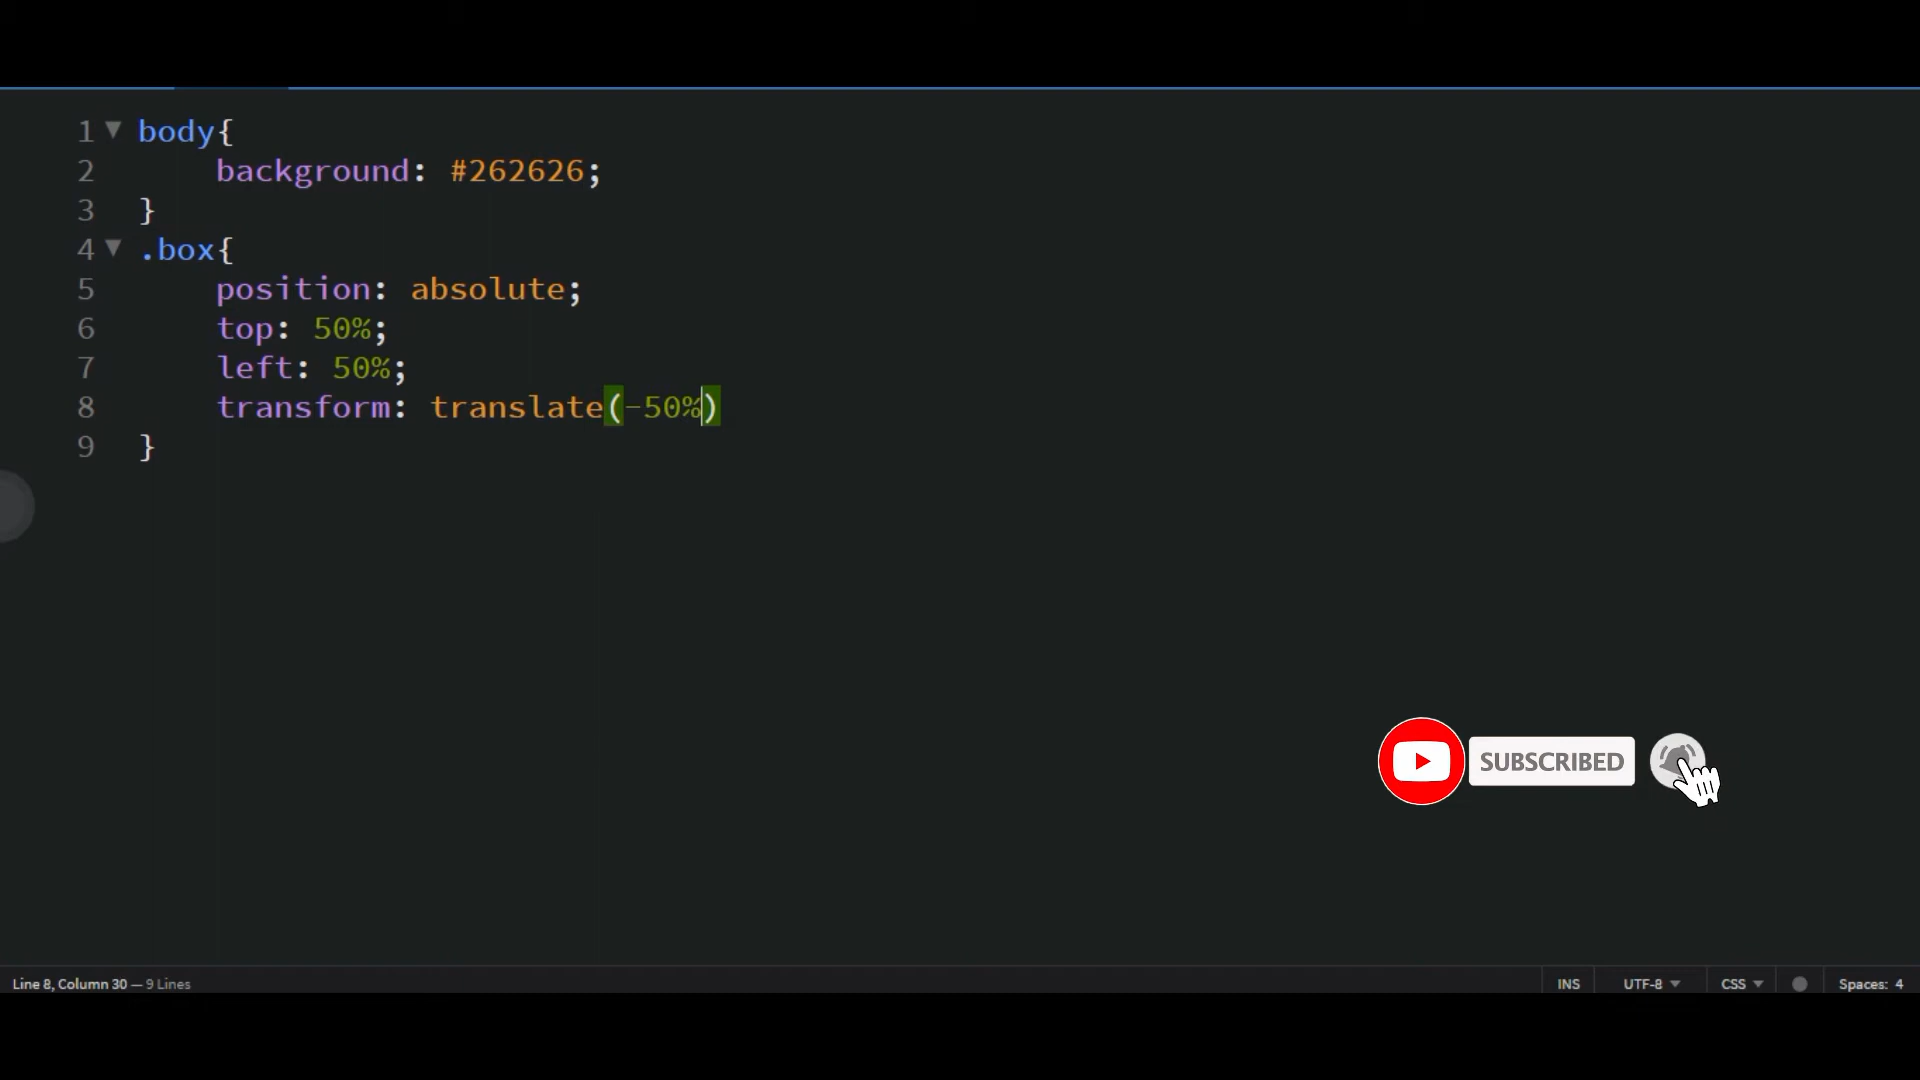 1 ▼ body{
2 background: #262626;
3 }
4 ▼ .box{
5 position: absolute;
6 top: 50%;
7 left: 50%;
8 transform: translate(-50%)
9 }
SUBSCRIBED
Line 8, Column 30 — 9 Lines INS UTF-8 CSS Spaces: 4